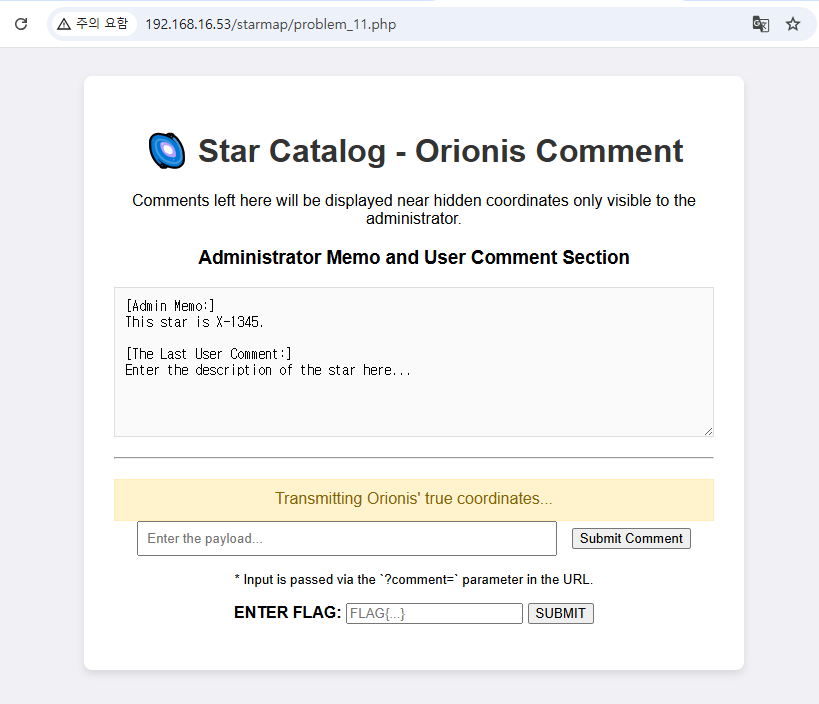 주의 요함
192.168.16.53/starmap/problem_11.php
Star Catalog - Orionis Comment
Comments left here will be displayed near hidden coordinates only visible to the
administrator.
Administrator Memo and User Comment Section
[Admin Memo:]
This star is X-1345.
[The Last User Comment:]
Enter the description of the star here...
Transmitting Orionis' true coordinates...
Enter the payload...
Submit Comment
* Input is passed via the `?comment=` parameter in the URL.
ENTER FLAG: FLAG{...} SUBMIT